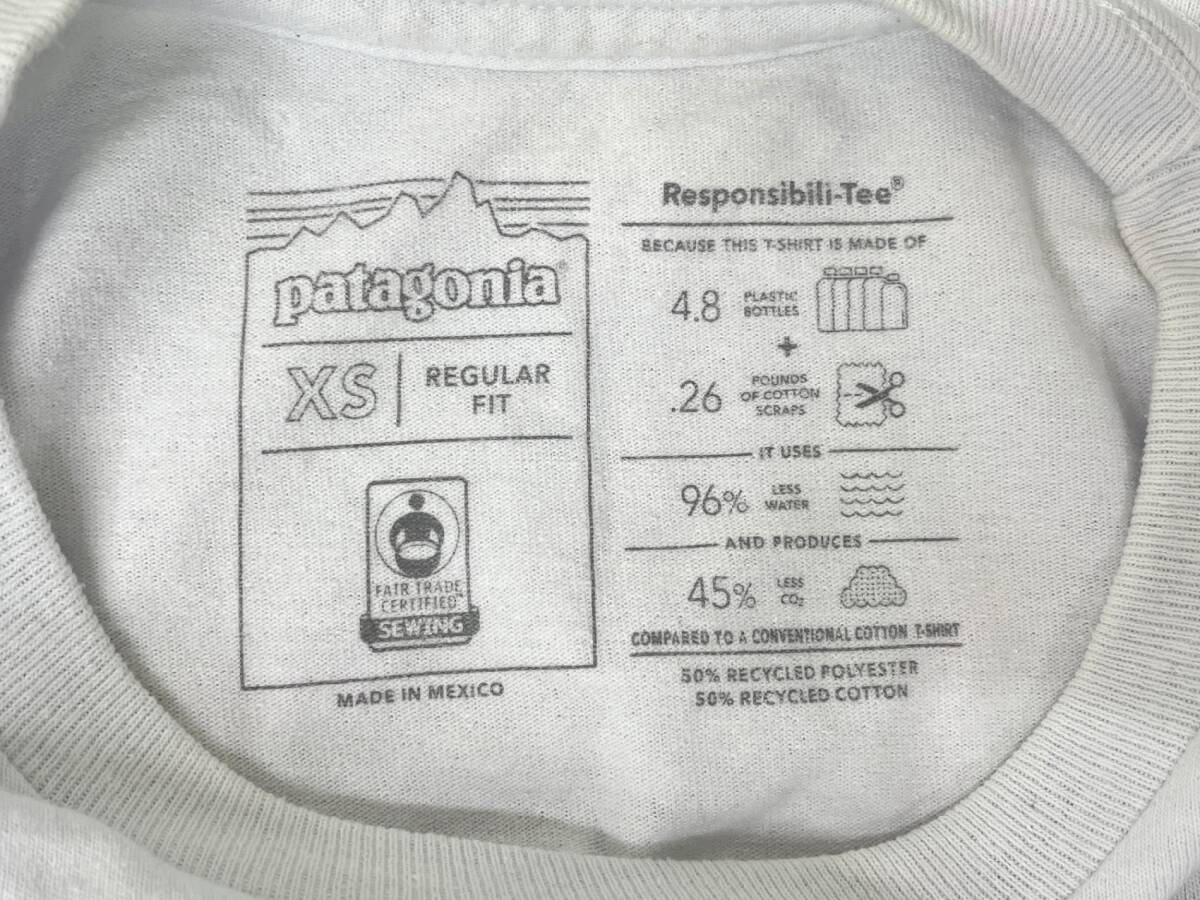 patagonia®
XS
REGULAR
FIT
FAIR TRADE
CERTIFIED
SEWING
MADE IN MEXICO
Responsibili-Tee®
BECAUSE THIS T-SHIRT IS MADE OF
4.8 PLASTIC
BOTTLES
+
.26 POUNDS
OF COTTON
SCRAPS
IT USES
96% LESS
WATER
AND PRODUCES
45% LESS
CO₂
COMPARED TO A CONVENTIONAL COTTON T-SHIRT
50% RECYCLED POLYESTER
50% RECYCLED COTTON